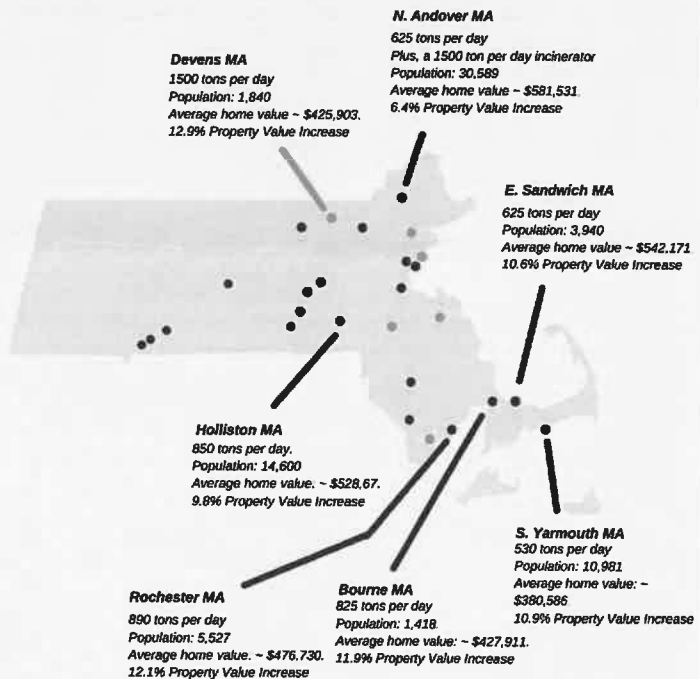 N. Andover MA
625 tons per day
Plus, a 1500 ton per day incinerator
Population: 30,589
Average home value ~ $581,531.
6.4% Property Value Increase
Devens MA
1500 tons per day
Population: 1,840
Average home value ~ $425,903.
12.9% Property Value Increase
E. Sandwich MA
625 tons per day
Population: 3,940
Average home value ~ $542,171
10.6% Property Value Increase
Holliston MA
850 tons per day.
Population: 14,600
Average home value. ~ $528,67.
9.8% Property Value Increase
S. Yarmouth MA
530 tons per day
Population: 10,981
Average home value: ~
$380,586
10.9% Property Value Increase
Rochester MA
890 tons per day
Population: 5,527
Average home value. ~ $476,730.
12.1% Property Value Increase
Bourne MA
825 tons per day
Population: 1,418.
Average home value: ~ $427,911.
11.9% Property Value Increase